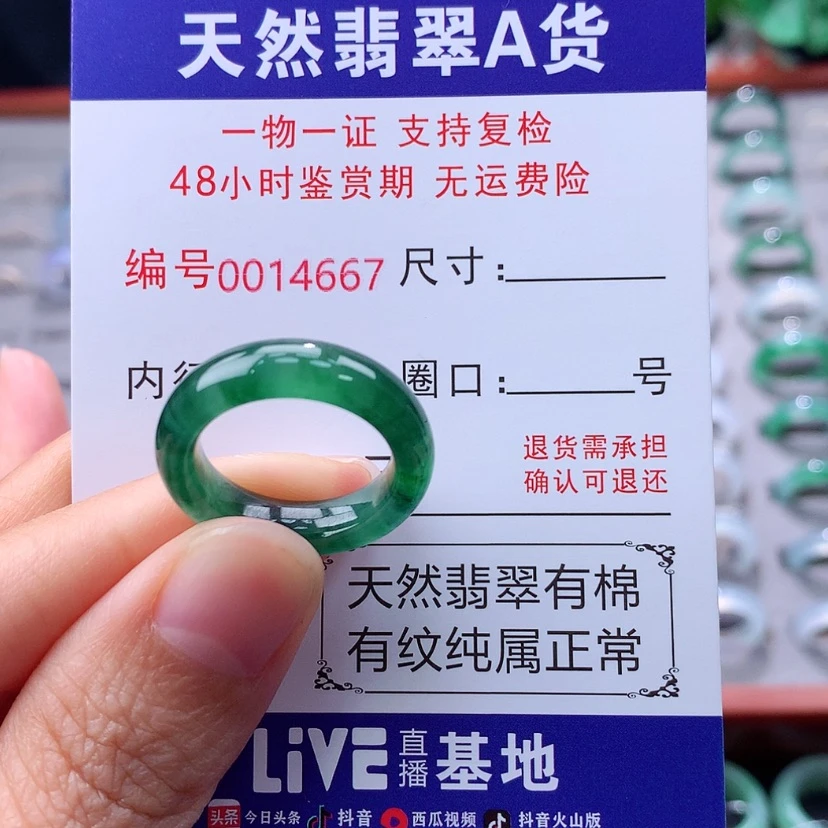 天然翡翠A货
一物一证 支持复检
48小时鉴赏期 无运费险
编号0014667 尺寸:
内径 圈口: 号
退货需承担
确认可退还
天然翡翠有棉
有纹纯属正常
LiVE 直播 基地
头条 今日头条 抖音 西瓜视频 抖音火山版